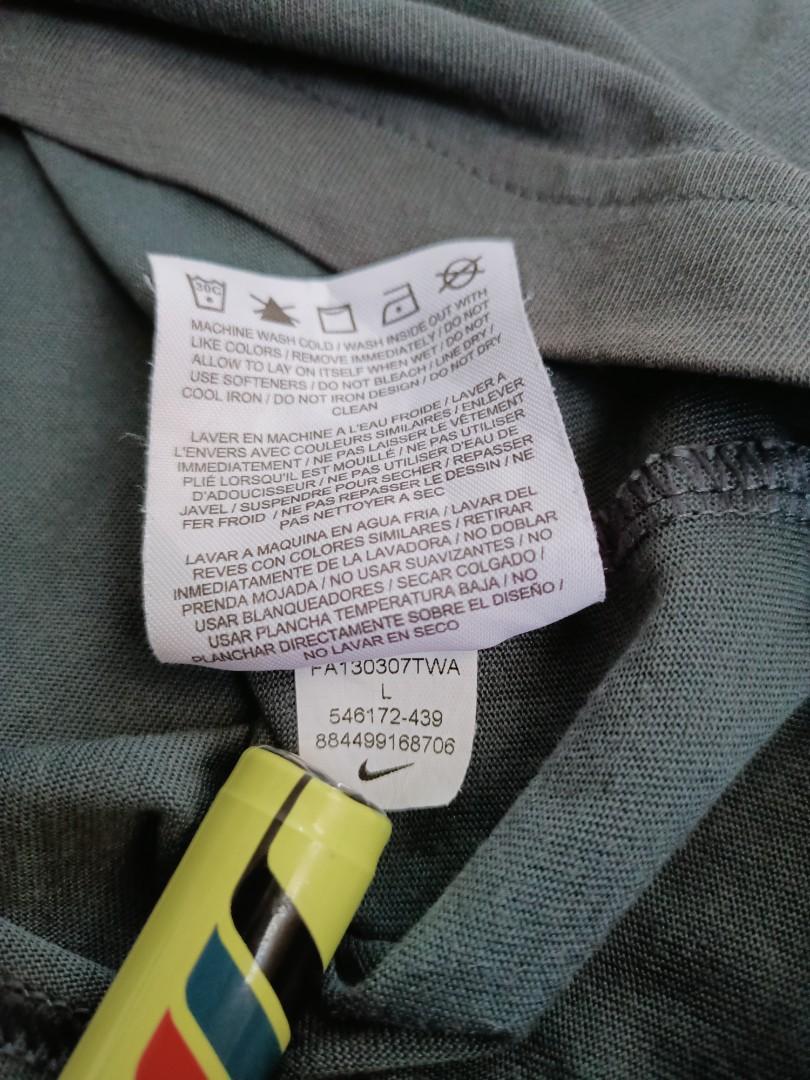 30C
MACHINE WASH COLD / WASH INSIDE OUT WITH
LIKE COLORS / REMOVE IMMEDIATELY / DO NOT
ALLOW TO LAY ON ITSELF WHEN WET / DO NOT
USE SOFTENERS / DO NOT BLEACH / LINE DRY /
COOL IRON / DO NOT IRON DESIGN / DO NOT DRY
CLEAN
LAVER EN MACHINE A L'EAU FROIDE / LAVER A
L'ENVERS AVEC COULEURS SIMILAIRES / ENLEVER
IMMEDIATEMENT / NE PAS LAISSER LE VÊTEMENT
PLIÉ LORSQU'IL EST MOUILLÉ / NE PAS UTILISER
D'ADOUCISSEUR / NE PAS UTILISER D'EAU DE
JAVEL / SUSPENDRE POUR SECHER / REPASSER
FER FROID / NE PAS REPASSER LE DESSIN / NE
PAS NETTOYER A SEC
LAVAR A MAQUINA EN AGUA FRIA / LAVAR DEL
REVES CON COLORES SIMILARES / RETIRAR
INMEDIATAMENTE DE LA LAVADORA / NO DOBLAR
PRENDA MOJADA / NO USAR SUAVIZANTES / NO
USAR BLANQUEADORES / SECAR COLGADO /
USAR PLANCHA TEMPERATURA BAJA / NO
PLANCHAR DIRECTAMENTE SOBRE EL DISEÑO /
NO LAVAR EN SECO
FA130307TWA
L
546172-439
884499168706